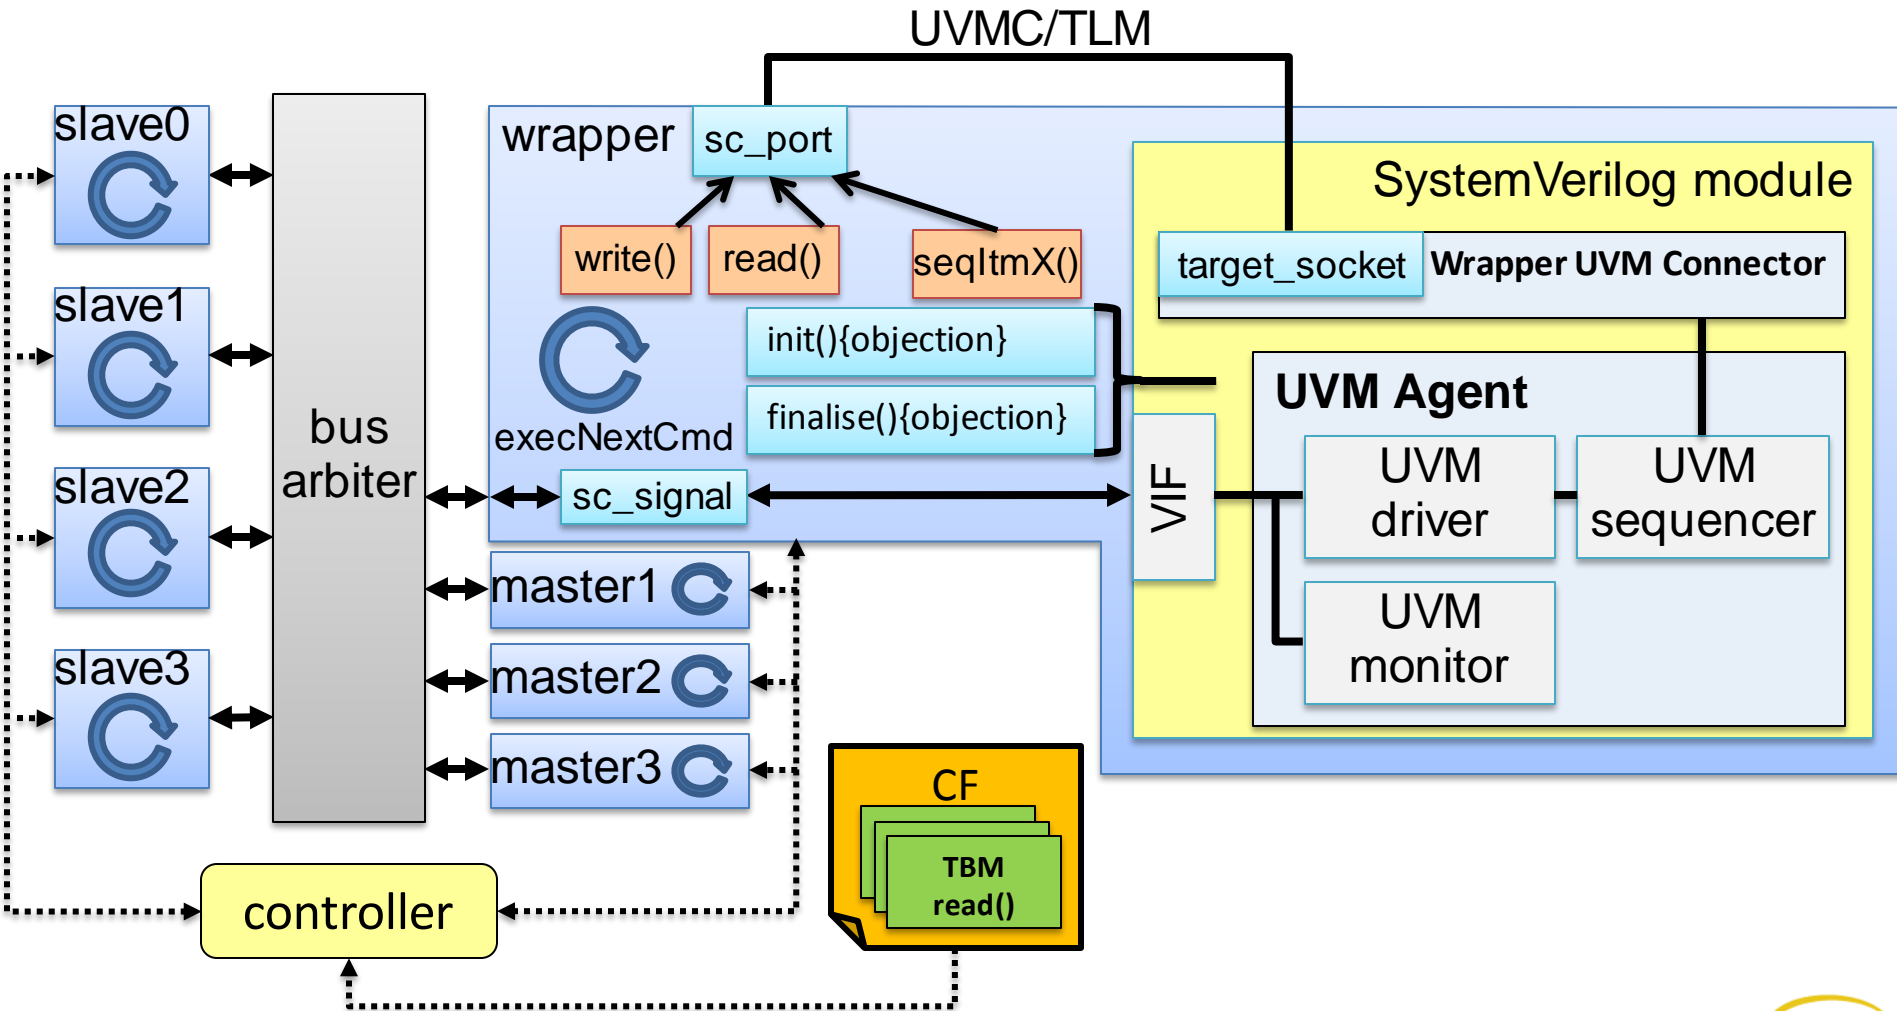 UVMC/TLM
slave0
wrapper
sc_port
SystemVerilog module
write()
read()
seqItmX()
target_socket
Wrapper UVM Connector
slave1
init(){objection}
UVM Agent
finalise(){objection}
bus
arbiter
execNextCmd
slave2
sc_signal
VIF
UVM
driver
UVM
sequencer
master1
UVM
monitor
slave3
master2
master3
CF
TBM
read()
controller